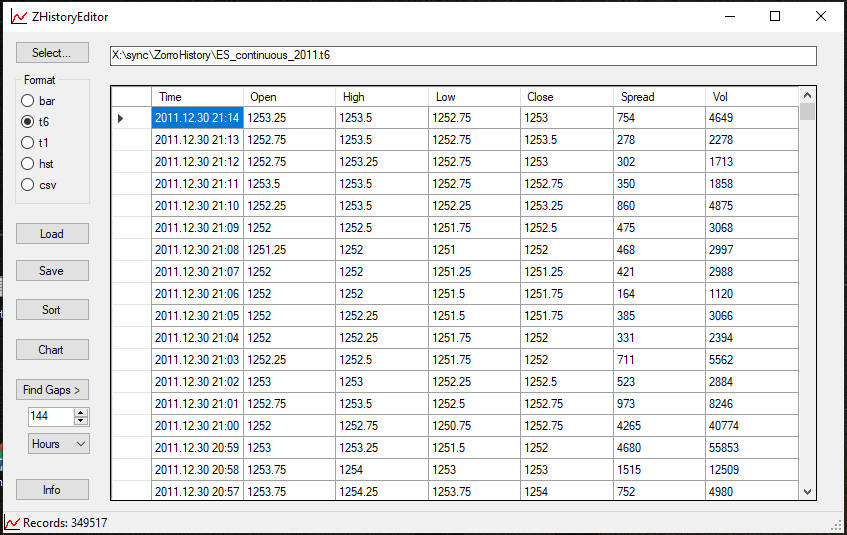 ZHistoryEditor
Select... X:\sync\ZorroHistory\ES_continuous_2011.t6
Format
bar
t6
t1
hst
csv
Load
Save
Sort
Chart
Find Gaps >
144
Hours
Info
Time Open High Low Close Spread Vol
2011.12.30 21:14 1253.25 1253.5 1252.75 1253 754 4649
2011.12.30 21:13 1252.75 1253.5 1252.75 1253.5 278 2278
2011.12.30 21:12 1252.75 1253.25 1252.75 1253 302 1713
2011.12.30 21:11 1253.5 1253.5 1252.75 1252.75 350 1858
2011.12.30 21:10 1252.25 1253.5 1252.25 1253.25 860 4875
2011.12.30 21:09 1252 1252.5 1251.75 1252.5 475 3068
2011.12.30 21:08 1251.25 1252 1251 1252 468 2997
2011.12.30 21:07 1252 1252 1251.25 1251.25 421 2988
2011.12.30 21:06 1252 1252 1251.5 1251.75 164 1120
2011.12.30 21:05 1252 1252.25 1251.5 1251.75 385 3066
2011.12.30 21:04 1252 1252.25 1251.75 1252 331 2394
2011.12.30 21:03 1252.25 1252.5 1251.75 1252 711 5562
2011.12.30 21:02 1253 1253 1252.25 1252.5 523 2884
2011.12.30 21:01 1252.75 1253.5 1252.5 1252.75 973 8246
2011.12.30 21:00 1252 1252.75 1250.75 1252.75 4265 40774
2011.12.30 20:59 1253 1253.25 1251.5 1252 4680 55853
2011.12.30 20:58 1253.75 1254 1253 1253 1515 12509
2011.12.30 20:57 1253.75 1254.25 1253.75 1254 752 4980
Records: 349517